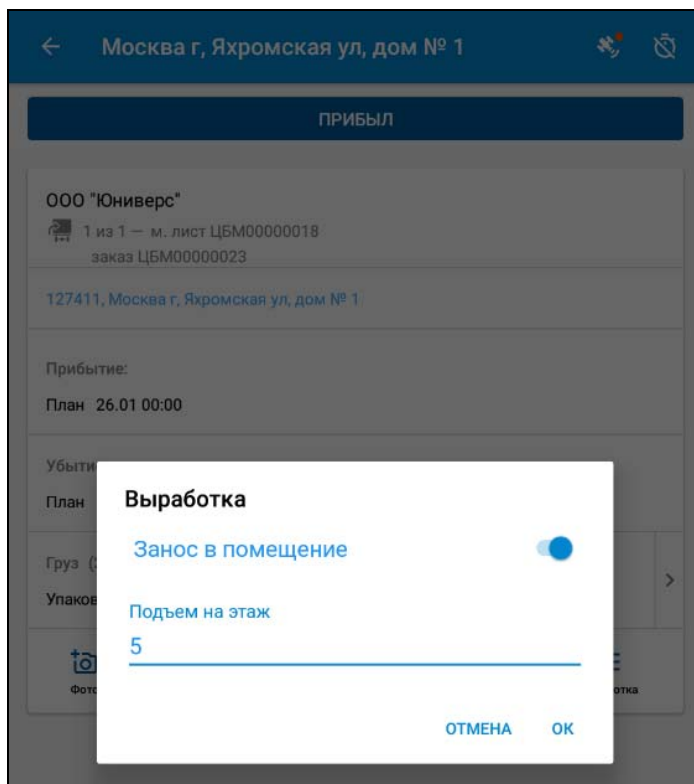 Москва г, Яхромская ул, дом № 1
ПРИБЫЛ
ООО "Юниверс"
1 из 1 — м. лист ЦБМ00000018
заказ ЦБМ00000023
127411, Москва г, Яхромская ул, дом № 1
Прибытие:
План 26.01 00:00
План
Груз
Выработка
Занос в помещение
Подъем на этаж
5
ОТМЕНА ОК